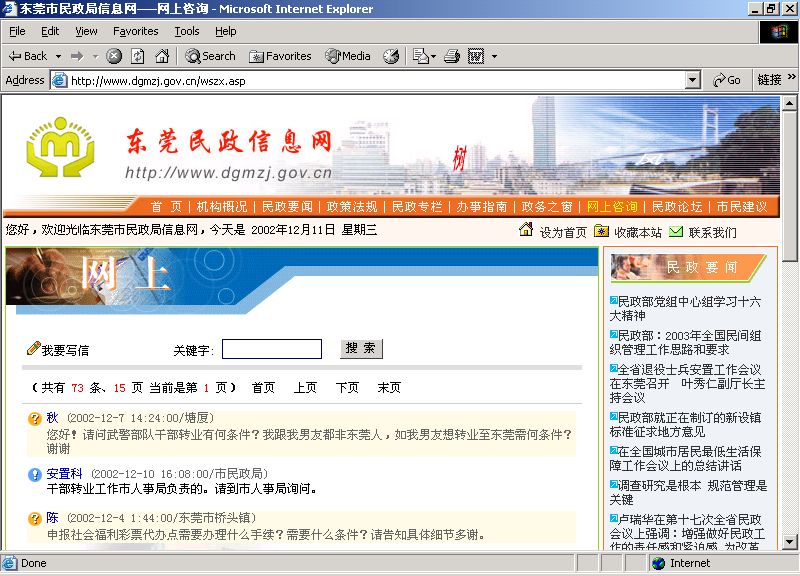 东莞市民政局信息网——网上咨询 - Microsoft Internet Explorer
File Edit View Favorites Tools Help
Back Search Favorites Media
Address http://www.dgmzj.gov.cn/wszx.asp Go 链接 »
东莞民政信息网
http://www.dgmzj.gov.cn
树
首 页 | 机构概况 | 民政要闻 | 政策法规 | 民政专栏 | 办事指南 | 政务之窗 | 网上咨询 | 民政论坛 | 市民建议
您好，欢迎光临东莞市民政局信息网，今天是 2002年12月11日 星期三
设为首页 收藏本站 联系我们
网 上
我要写信 关键字: 搜 索
（共有 73 条、15 页 当前是第 1 页） 首页 上页 下页 末页
秋 （2002-12-7 14:24:00/塘厦）
您好！请问武警部队干部转业有何条件？我跟我男友都非东莞人，如我男友想转业至东莞需何条件？
谢谢
安置科 （2002-12-10 16:08:00/市民政局）
干部转业工作市人事局负责的。请到市人事局询问。
陈 （2002-12-4 1:44:00/东莞市桥头镇）
申报社会福利彩票代办点需要办理什么手续？需要什么条件？请告知具体细节多谢。
民 政 要 闻
民政部党组中心组学习十六
大精神
民政部：2003年全国民间组
织管理工作思路和要求
全省退役士兵安置工作会议
在东莞召开 叶秀仁副厅长主
持会议
民政部就正在制订的新设镇
标准征求地方意见
在全国城市居民最低生活保
障工作会议上的总结讲话
调查研究是根本 规范管理是
关键
卢瑞华在第十七次全省民政
会议上强调：增强做好民政工
作的责任感和紧迫感 为改革
Done Internet